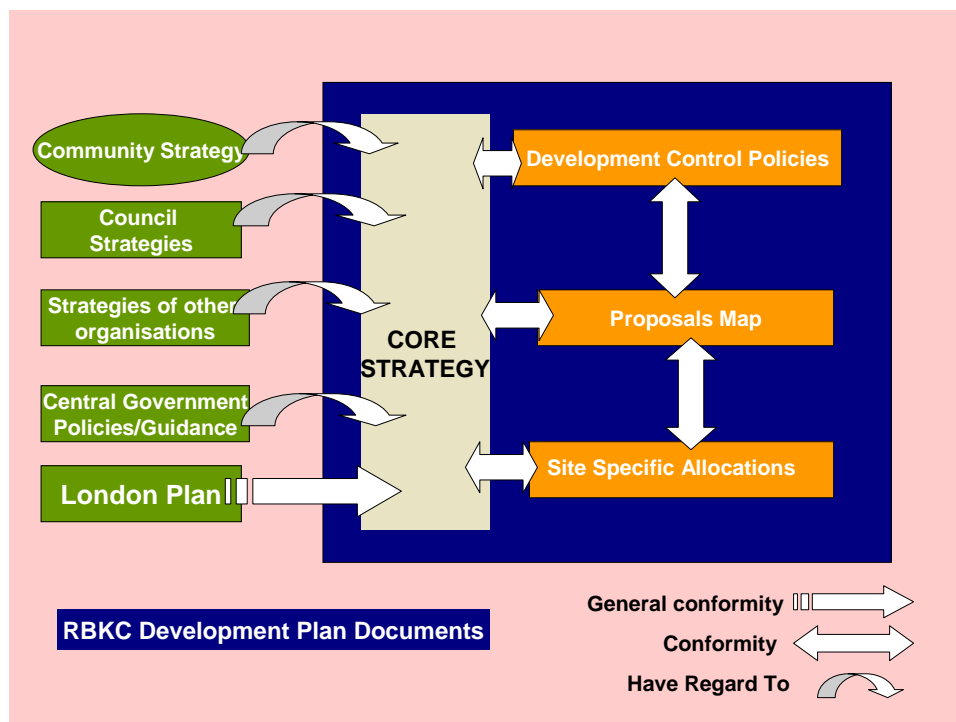 Community Strategy
Council
Strategies
Strategies of other
organisations
Central Government
Policies/Guidance
London Plan
CORE
STRATEGY
Development Control Policies
Proposals Map
Site Specific Allocations
RBKC Development Plan Documents
General conformity
Conformity
Have Regard To